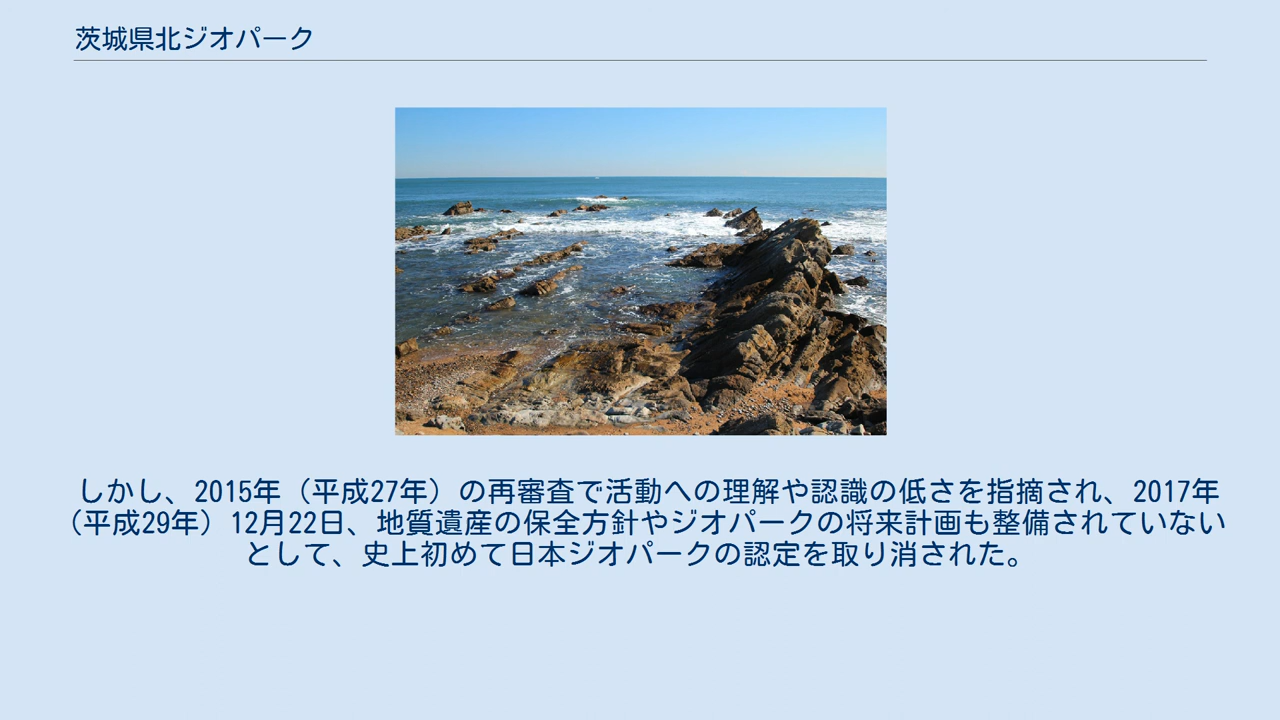 茨城県北ジオパーク
しかし、2015年（平成27年）の再審査で活動への理解や認識の低さを指摘され、2017年
（平成29年）12月22日、地質遺産の保全方針やジオパークの将来計画も整備されていない
として、史上初めて日本ジオパークの認定を取り消された。